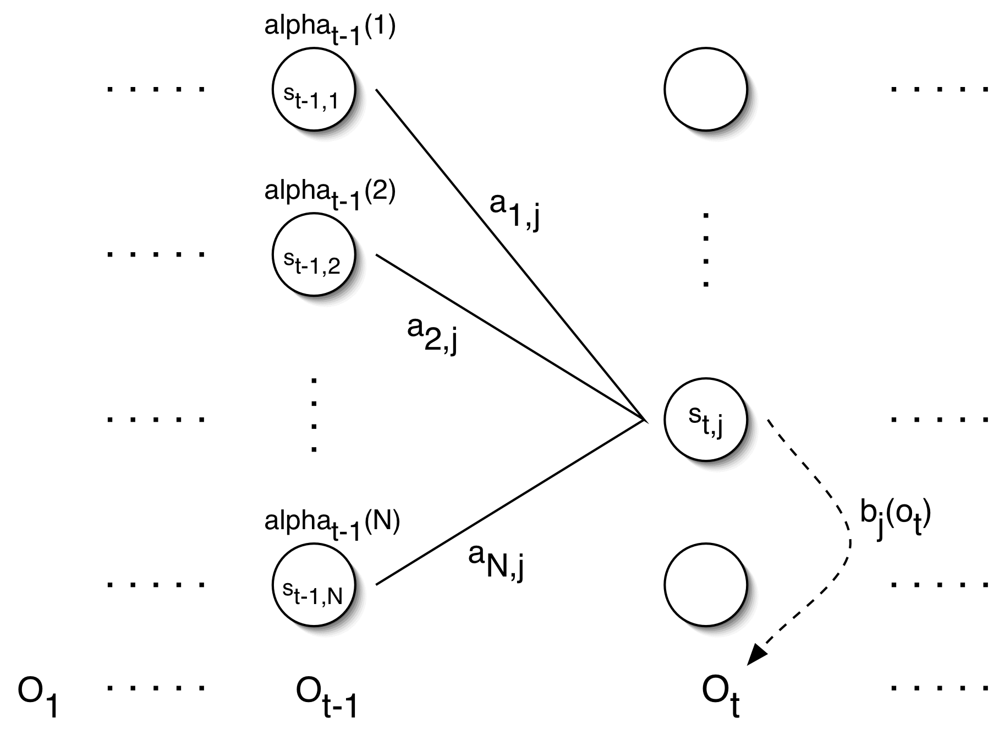 alpha_{t-1}(1)
s_{t-1,1}
alpha_{t-1}(2)
a_{1,j}
s_{t-1,2}
a_{2,j}
s_{t,j}
alpha_{t-1}(N)
b_j(o_t)
a_{N,j}
s_{t-1,N}
O_1 ..... O_{t-1} O_t .....